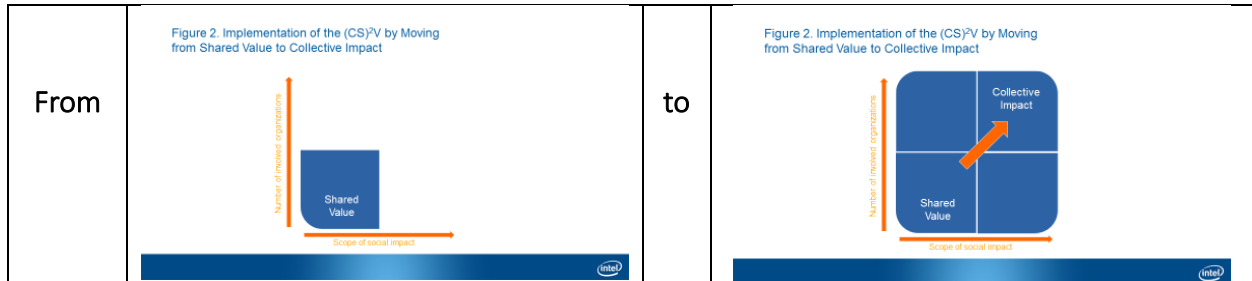 From
Figure 2. Implementation of the (CS)²V by Moving
from Shared Value to Collective Impact
Number of involved organizations
Shared
Value
Scope of social impact
intel
to
Figure 2. Implementation of the (CS)²V by Moving
from Shared Value to Collective Impact
Number of involved organizations
Collective
Impact
Shared
Value
Scope of social impact
intel